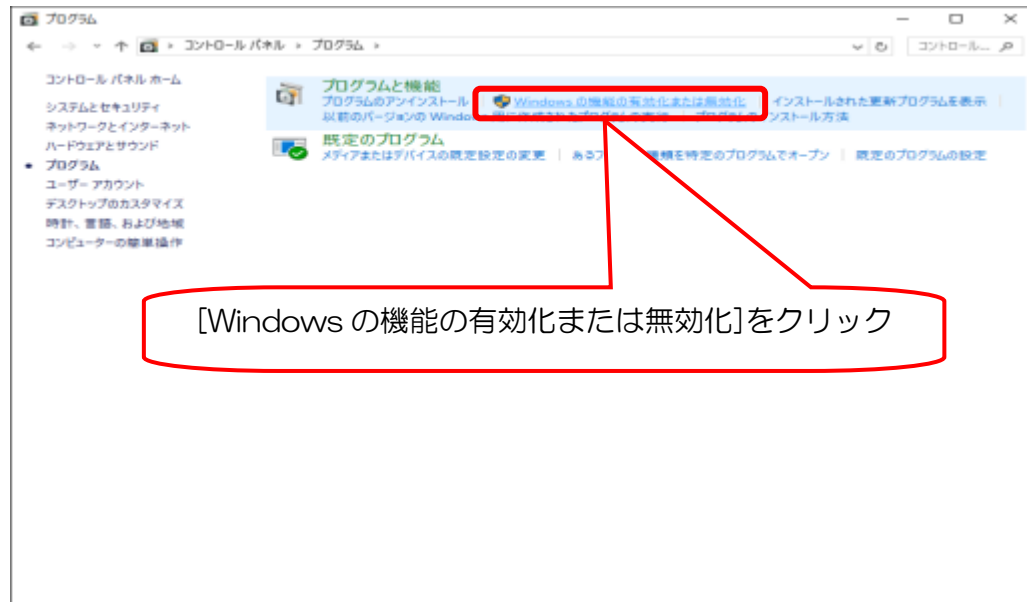 プログラム
コントロール パネル > プログラム >
コントロール...
コントロール パネル ホーム
システムとセキュリティ
ネットワークとインターネット
ハードウェアとサウンド
プログラム
ユーザー アカウント
デスクトップのカスタマイズ
時計、言語、および地域
コンピューターの簡単操作
プログラムと機能
プログラムのアンインストール | Windows の機能の有効化または無効化 | インストールされた更新プログラムを表示 |
以前のバージョンの Windows プログラムの ンストール方法
既定のプログラム
メディアまたはデバイスの既定設定の変更 | あるフ 種類を特定のプログラムでオープン | 既定のプログラムの設定
[Windows の機能の有効化または無効化]をクリック